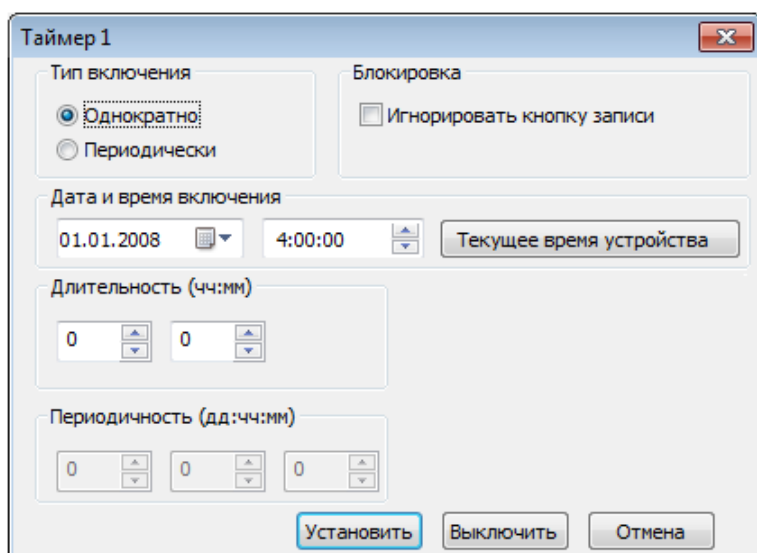 Таймер 1
Тип включения
Блокировка
Однократно
Игнорировать кнопку записи
Периодически
Дата и время включения
01.01.2008
4:00:00
Текущее время устройства
Длительность (чч:мм)
0 0
Периодичность (дд:чч:мм)
0 0 0
Установить Выключить Отмена